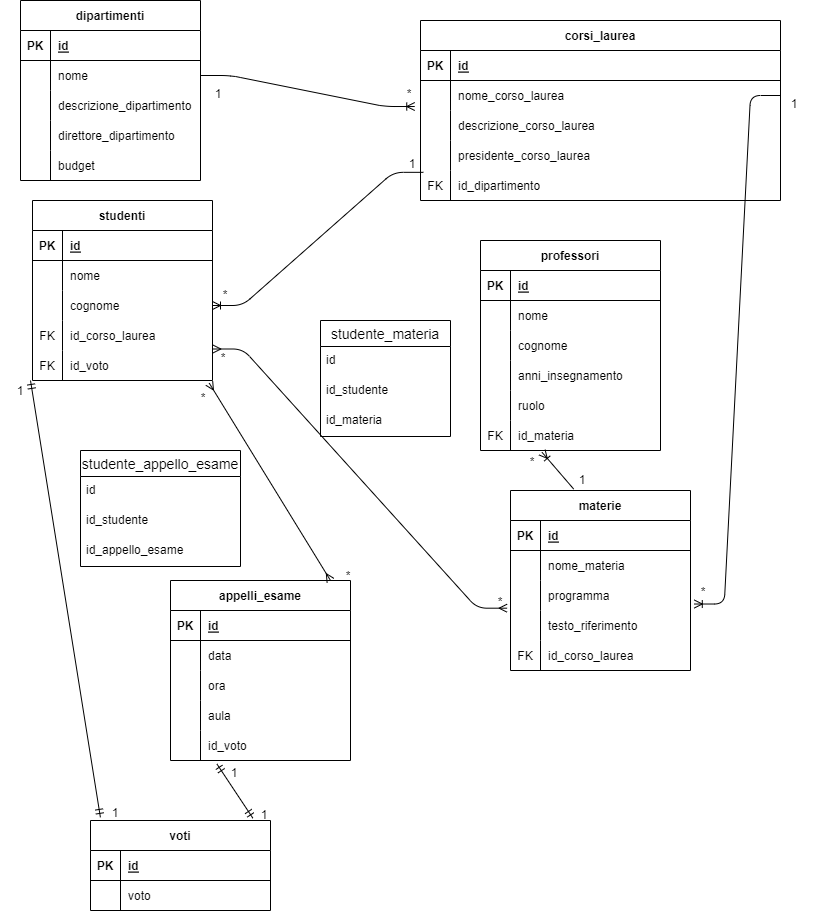 dipartimenti
PK id
nome
descrizione_dipartimento
direttore_dipartimento
budget
1
*
corsi_laurea
PK id
nome_corso_laurea
descrizione_corso_laurea
presidente_corso_laurea
FK id_dipartimento
1
1
studenti
PK id
nome
cognome
FK id_corso_laurea
FK id_voto
*
*
*
1
studente_materia
id
id_studente
id_materia
professori
PK id
nome
cognome
anni_insegnamento
ruolo
FK id_materia
*
1
studente_appello_esame
id
id_studente
id_appello_esame
materie
PK id
nome_materia
programma
testo_riferimento
FK id_corso_laurea
*
*
*
appelli_esame
PK id
data
ora
aula
id_voto
1
1
1
voti
PK id
voto